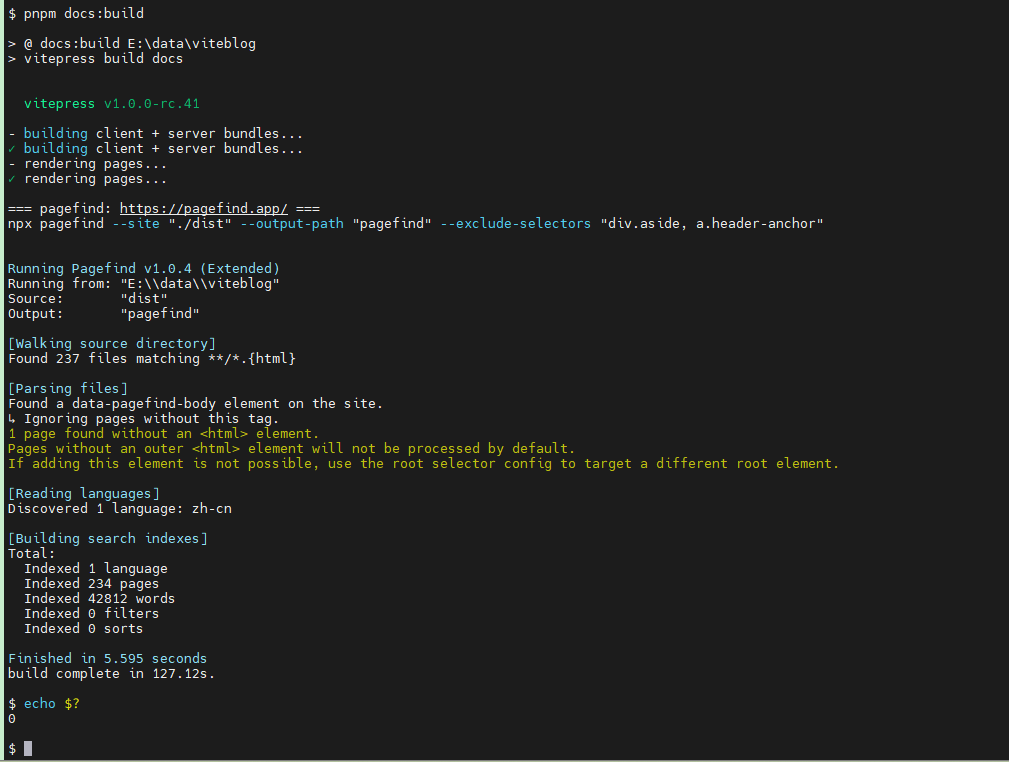 $ pnpm docs:build
> @ docs:build E:\data\viteblog
> vitepress build docs
vitepress v1.0.0-rc.41
- building client + server bundles...
✓ building client + server bundles...
- rendering pages...
✓ rendering pages...
=== pagefind: https://pagefind.app/ ===
npx pagefind --site "./dist" --output-path "pagefind" --exclude-selectors "div.aside, a.header-anchor"
Running Pagefind v1.0.4 (Extended)
Running from: "E:\\data\\viteblog"
Source:       "dist"
Output:       "pagefind"
[Walking source directory]
Found 237 files matching **/*.{html}
[Parsing files]
Found a data-pagefind-body element on the site.
↳ Ignoring pages without this tag.
1 page found without an <html> element.
Pages without an outer <html> element will not be processed by default.
If adding this element is not possible, use the root selector config to target a different root element.
[Reading languages]
Discovered 1 language: zh-cn
[Building search indexes]
Total:
  Indexed 1 language
  Indexed 234 pages
  Indexed 42812 words
  Indexed 0 filters
  Indexed 0 sorts
Finished in 5.595 seconds
build complete in 127.12s.
$ echo $?
0
$